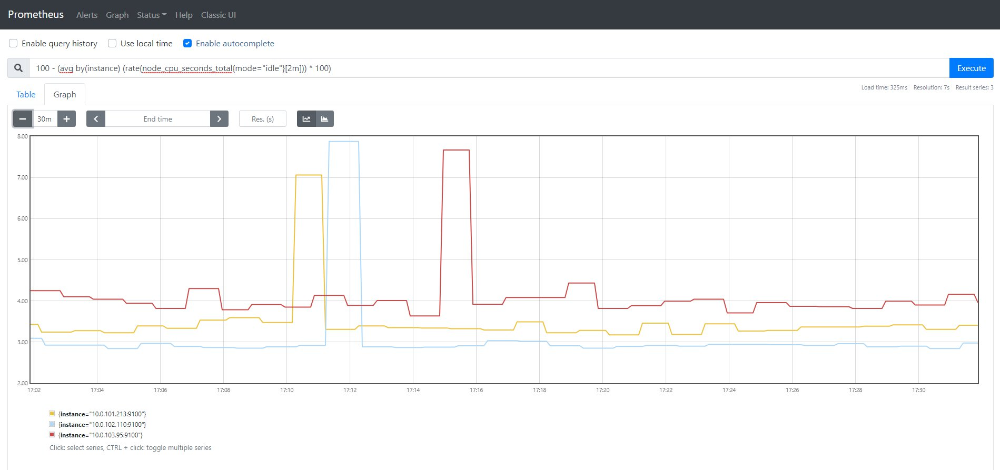 Prometheus Alerts Graph Status Help Classic UI
Enable query history Use local time Enable autocomplete
100 - (avg by(instance) (rate(node_cpu_seconds_total{mode="idle"}[2m])) * 100) Execute
Load time: 325ms Resolution: 7s Result series: 3
Table Graph
30m End time Res. (s)
8.00
7.00
6.00
5.00
4.00
3.00
2.00
17:02 17:04 17:06 17:08 17:10 17:12 17:14 17:16 17:18 17:20 17:22 17:24 17:26 17:28 17:30
{instance="10.0.101.213:9100"}
{instance="10.0.102.110:9100"}
{instance="10.0.103.95:9100"}
Click: select series, CTRL + click: toggle multiple series